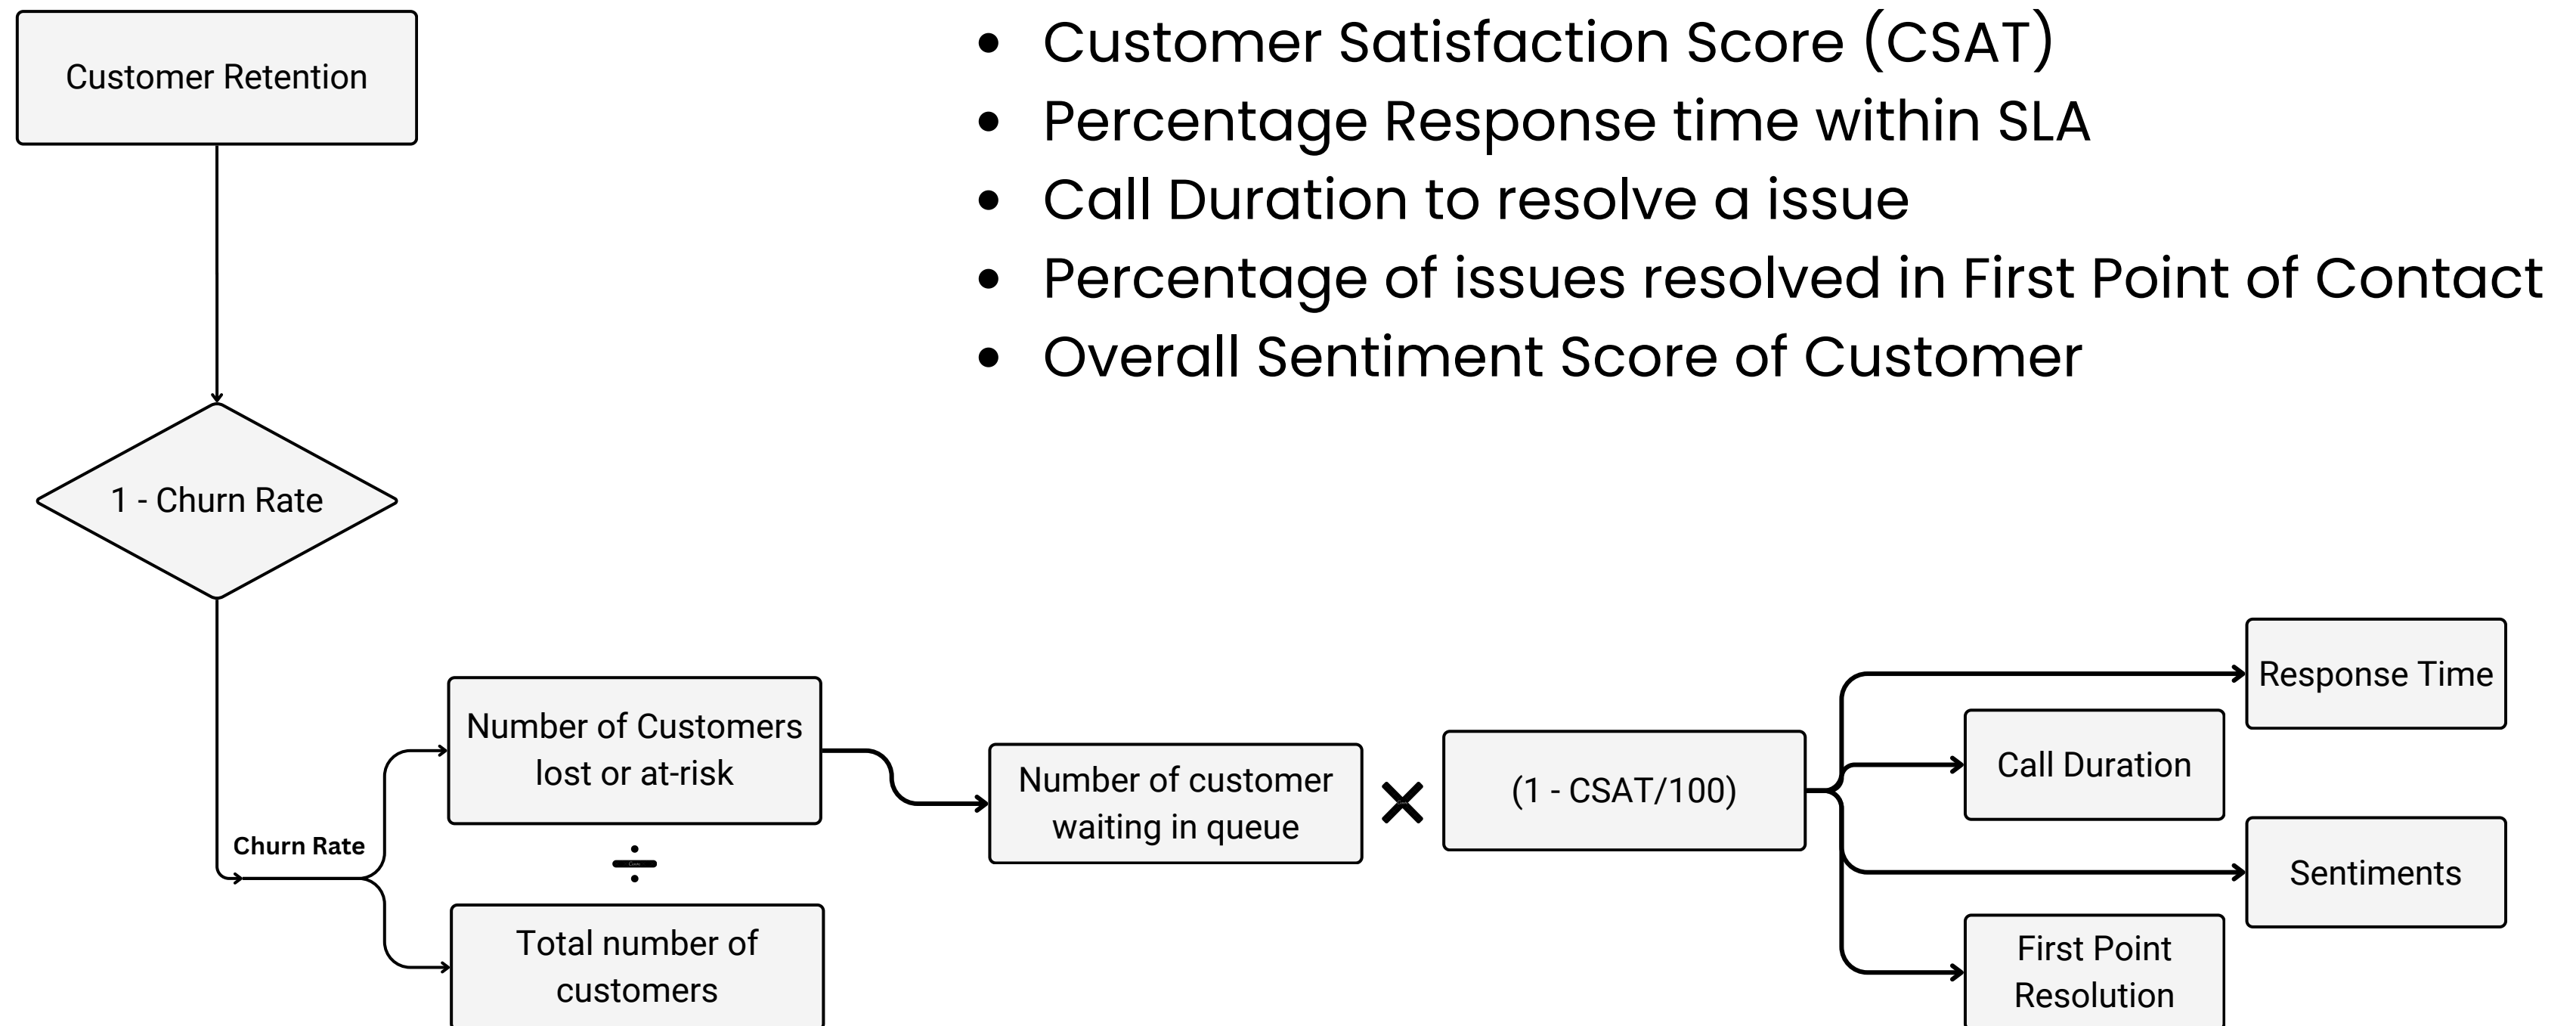 Customer Retention
• Customer Satisfaction Score (CSAT)
• Percentage Response time within SLA
• Call Duration to resolve a issue
• Percentage of issues resolved in First Point of Contact
• Overall Sentiment Score of Customer
1 - Churn Rate
Churn Rate
Number of Customers
lost or at-risk
÷
Total number of
customers
Number of customer
waiting in queue
×
(1 - CSAT/100)
Response Time
Call Duration
Sentiments
First Point
Resolution